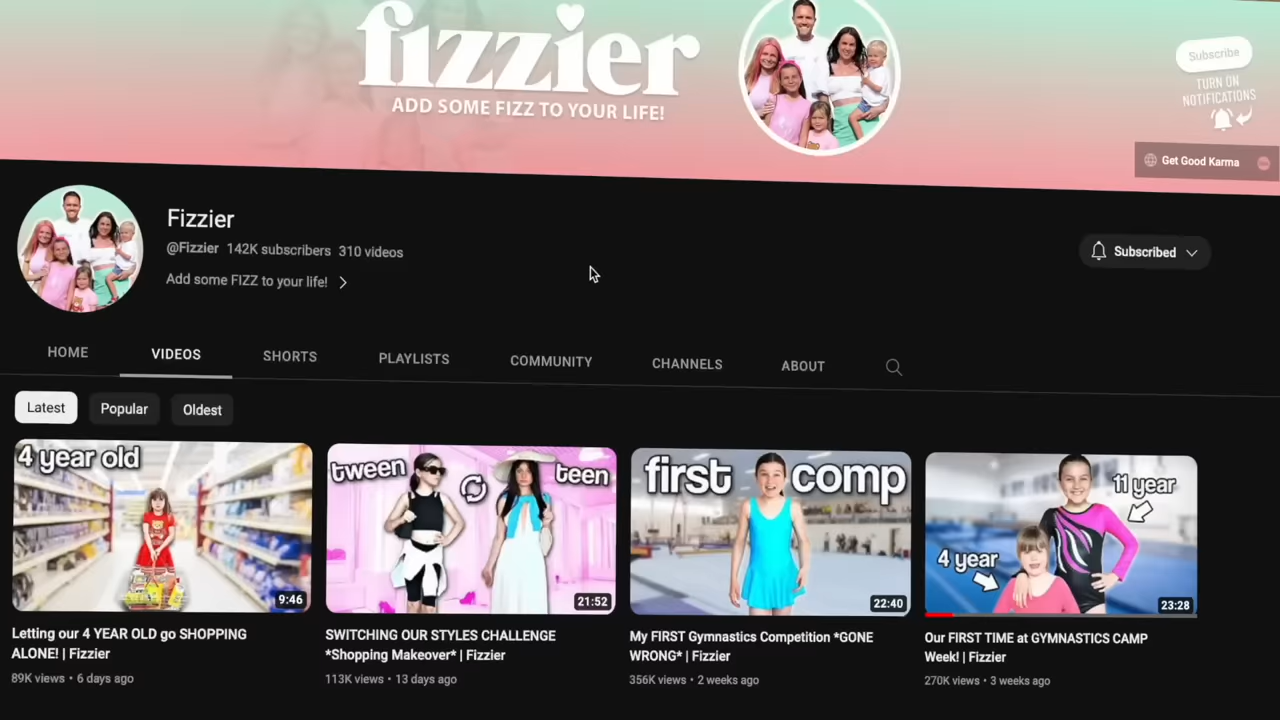 fizzier
ADD SOME FIZZ TO YOUR LIFE!
Subscribe
TURN ON
NOTIFICATIONS
Get Good Karma
Fizzier
@Fizzier 142K subscribers 310 videos
Add some FIZZ to your life!
Subscribed
HOME VIDEOS SHORTS PLAYLISTS COMMUNITY CHANNELS ABOUT
Latest Popular Oldest
4 year old
9:46
tween teen
21:52
first comp
22:40
11 year
4 year
23:28
Letting our 4 YEAR OLD go SHOPPING
ALONE! | Fizzier
89K views • 6 days ago
SWITCHING OUR STYLES CHALLENGE
*Shopping Makeover* | Fizzier
113K views • 13 days ago
My FIRST Gymnastics Competition *GONE
WRONG* | Fizzier
356K views • 2 weeks ago
Our FIRST TIME at GYMNASTICS CAMP
Week! | Fizzier
270K views • 3 weeks ago